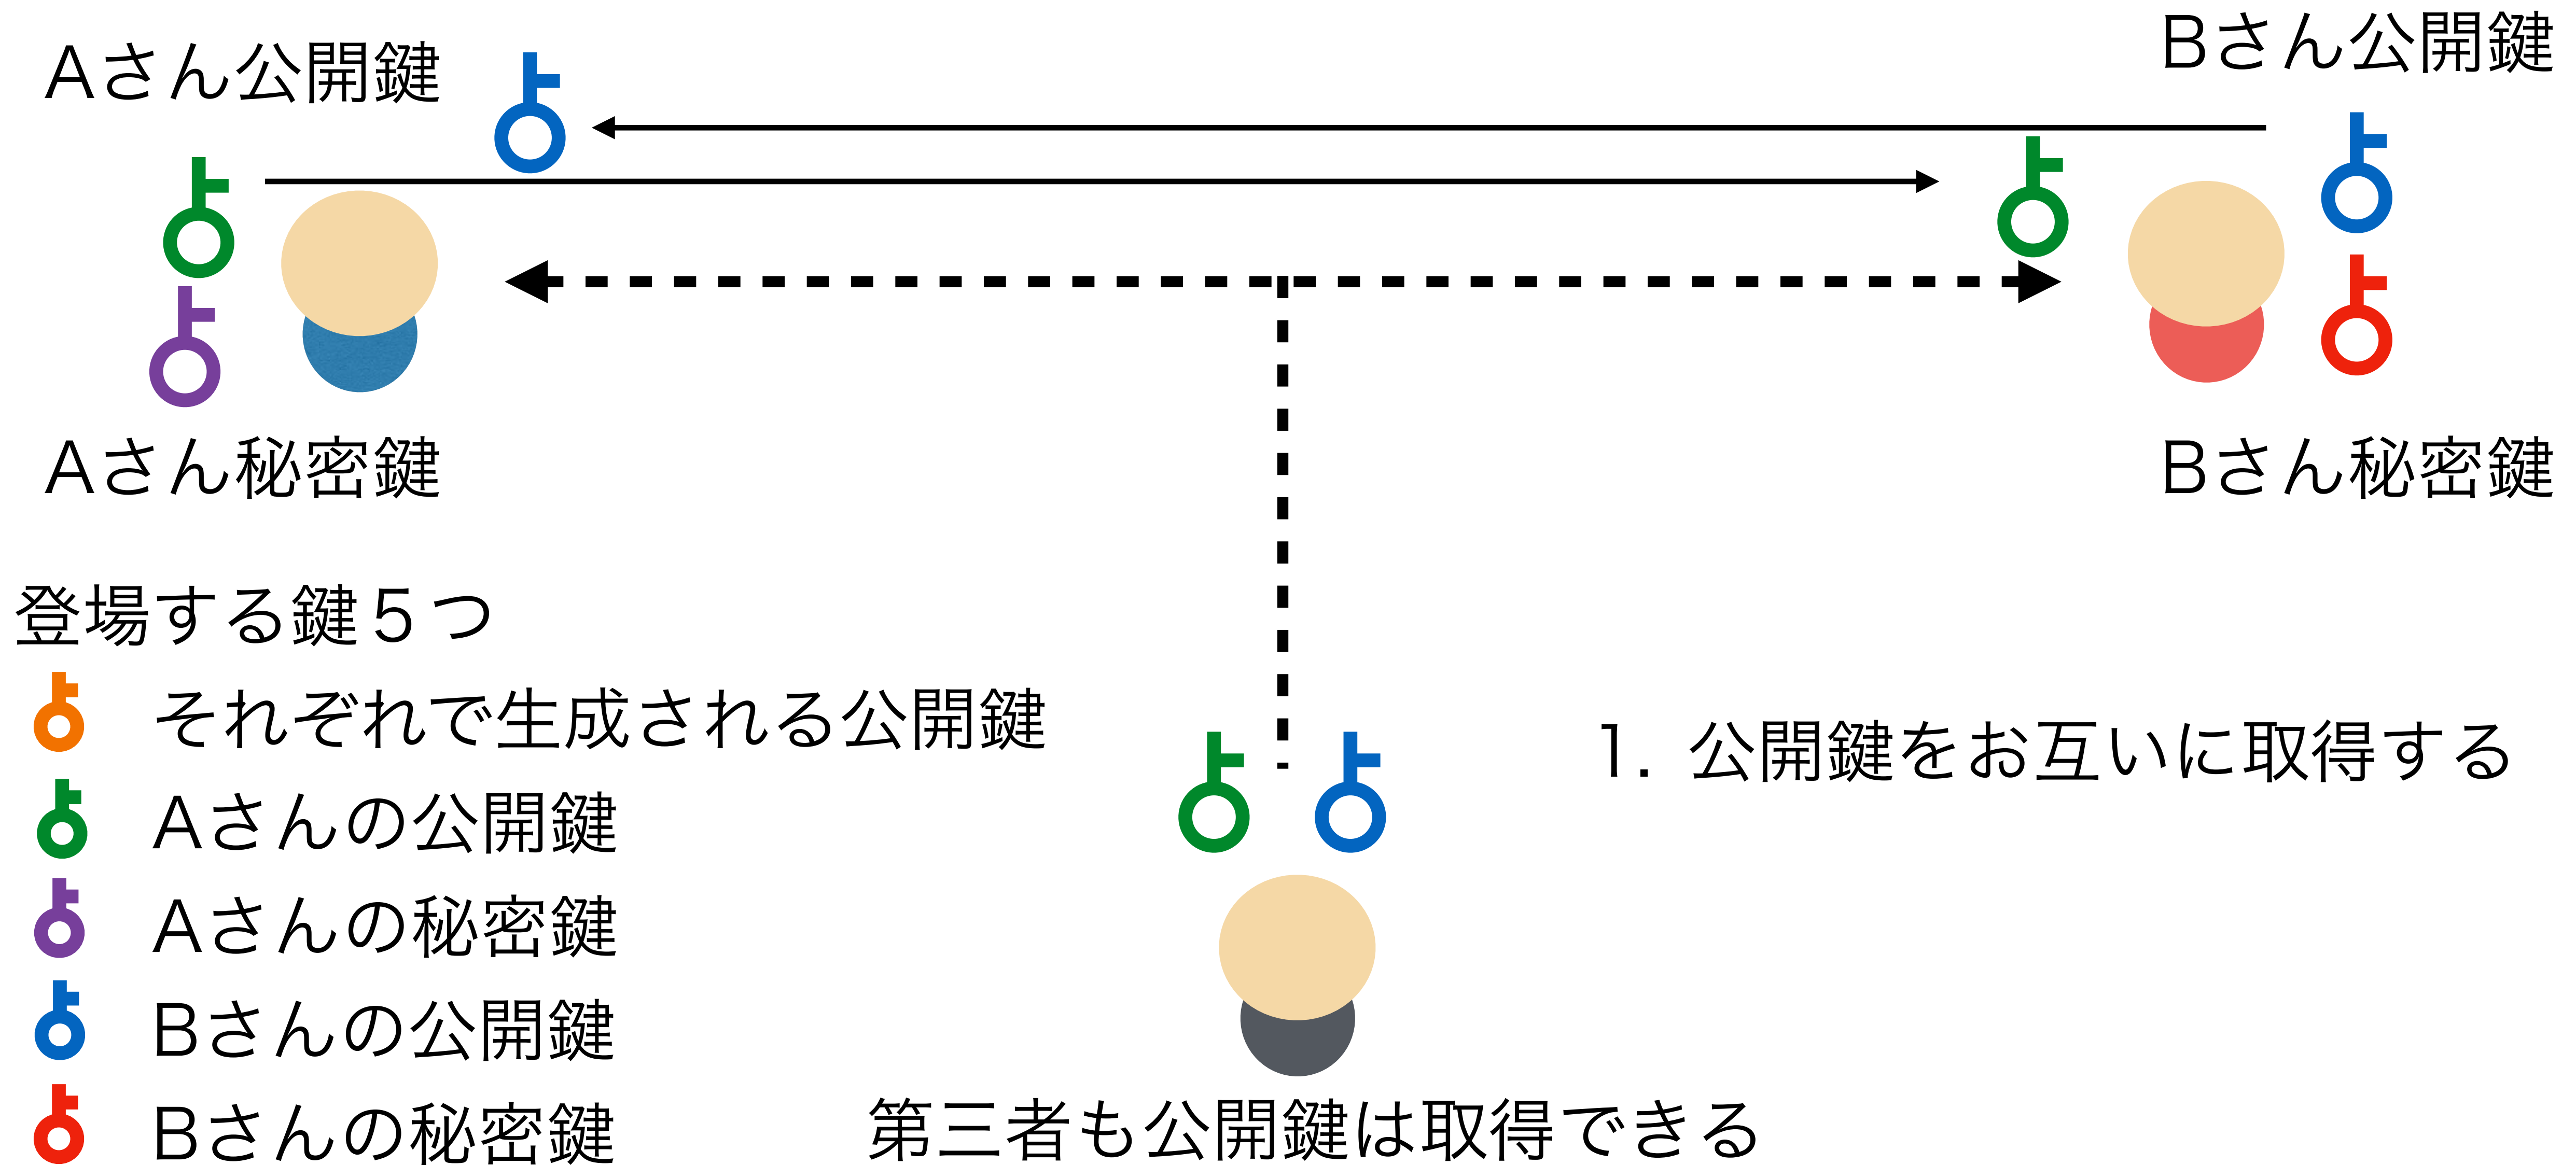 Aさん公開鍵
Bさん公開鍵
Aさん秘密鍵
Bさん秘密鍵
登場する鍵５つ
それぞれで生成される公開鍵
Aさんの公開鍵
Aさんの秘密鍵
Bさんの公開鍵
Bさんの秘密鍵
1. 公開鍵をお互いに取得する
第三者も公開鍵は取得できる